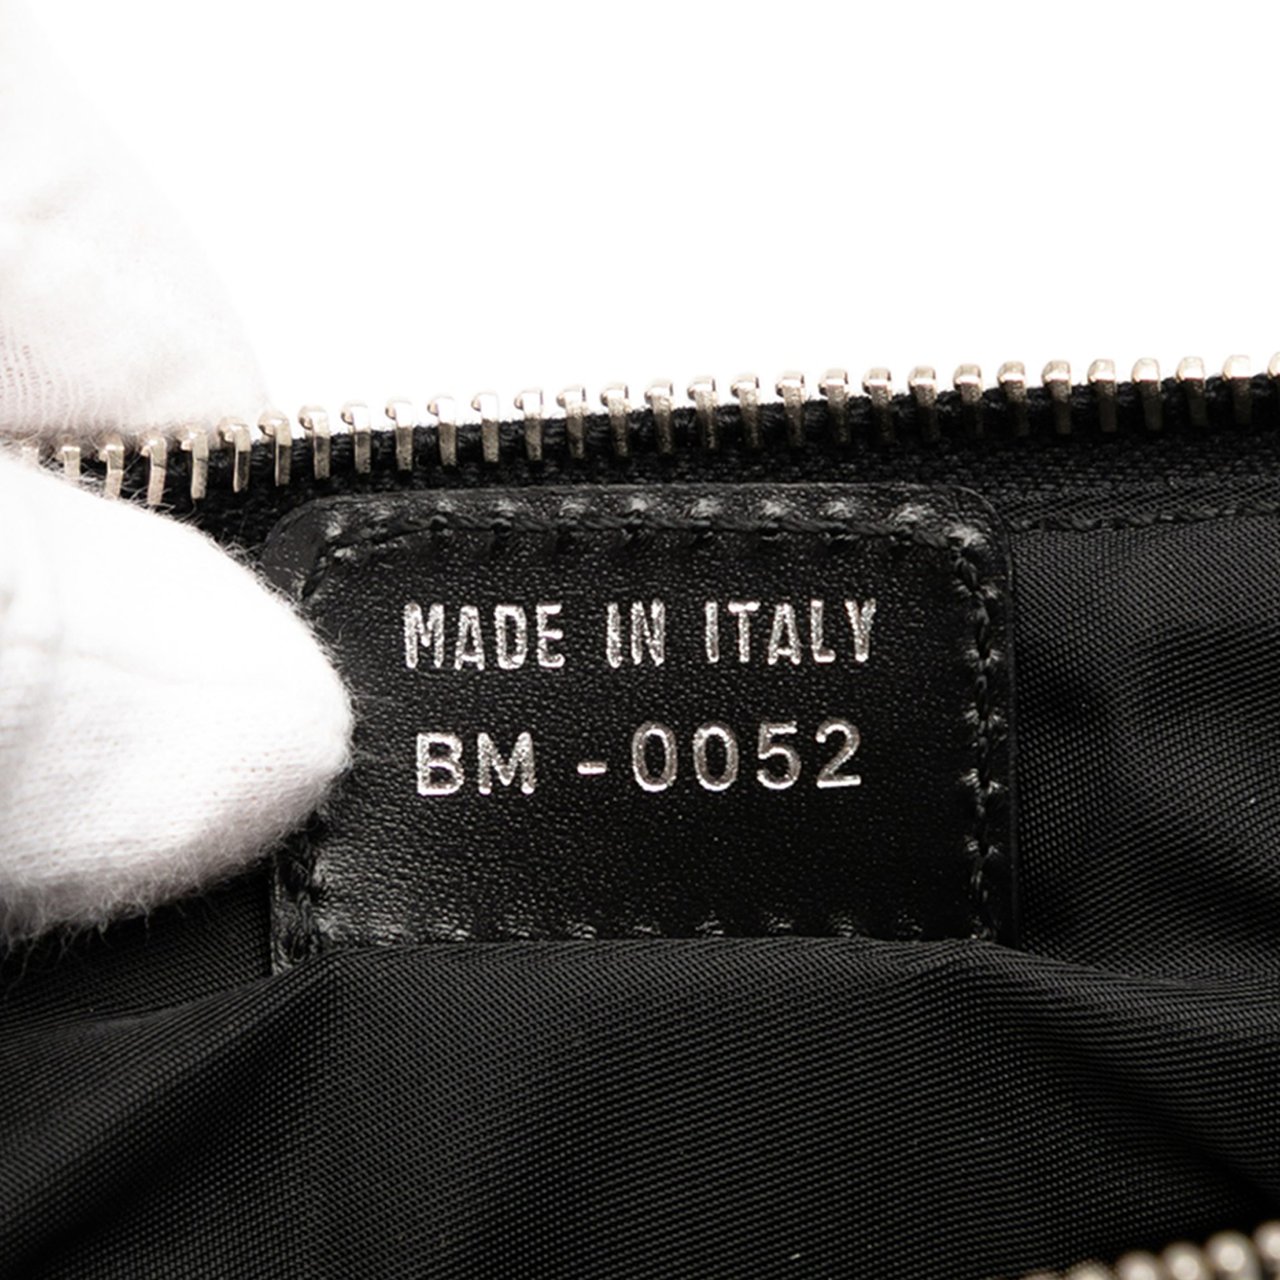 MADE IN ITALY
BM - 0052